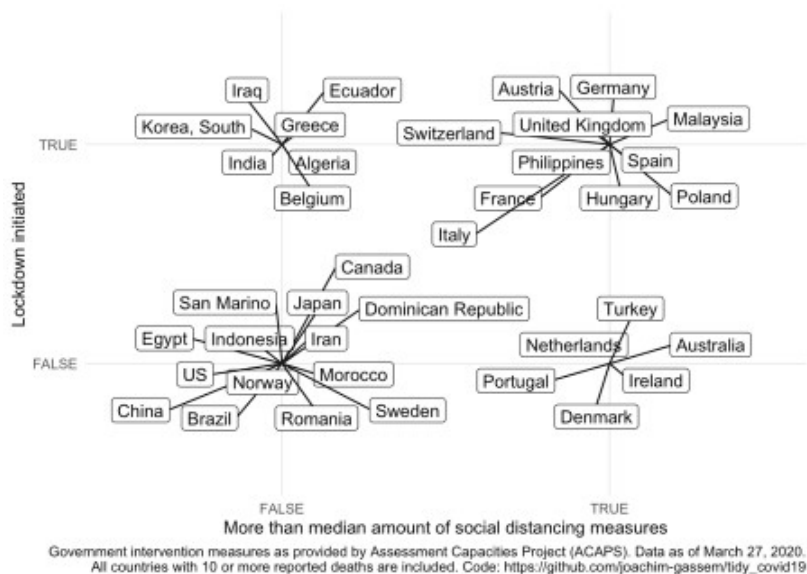 Lockdown initiated
TRUE
FALSE
Iraq
Ecuador
Korea, South
Greece
India
Algeria
Belgium
Austria
Germany
Switzerland
United Kingdom
Malaysia
Philippines
Spain
France
Hungary
Poland
Italy
Canada
San Marino
Japan
Dominican Republic
Egypt
Indonesia
Iran
US
Norway
Morocco
China
Brazil
Romania
Sweden
Turkey
Netherlands
Australia
Portugal
Ireland
Denmark
FALSE
TRUE
More than median amount of social distancing measures
Government intervention measures as provided by Assessment Capacities Project (ACAPS). Data as of March 27, 2020.
All countries with 10 or more reported deaths are included. Code: https://github.com/joachim-gassem/tidy_covid19